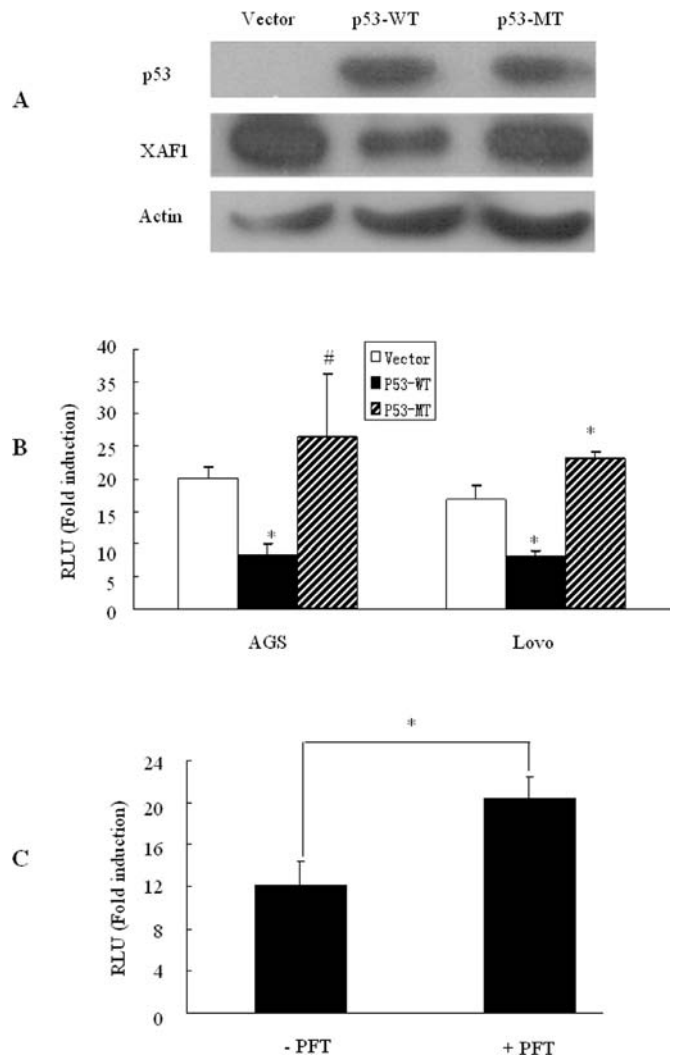 Vector p53-WT p53-MT
A
p53
XAF1
Actin
B
RLU (Fold induction)
40
35
30
25
20
15
10
5
0
Vector
P53-WT
P53-MT
*
#
*
*
AGS Lovo
C
RLU (Fold induction)
24
20
16
12
8
4
0
*
- PFT + PFT